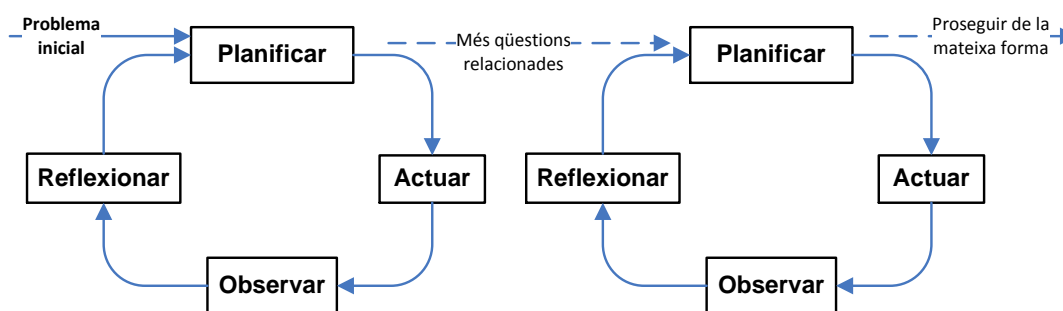 Problema
inicial
Planificar
Més qüestions
relacionades
Planificar
Proseguir de la
mateixa forma
Reflexionar
Actuar
Reflexionar
Actuar
Observar
Observar